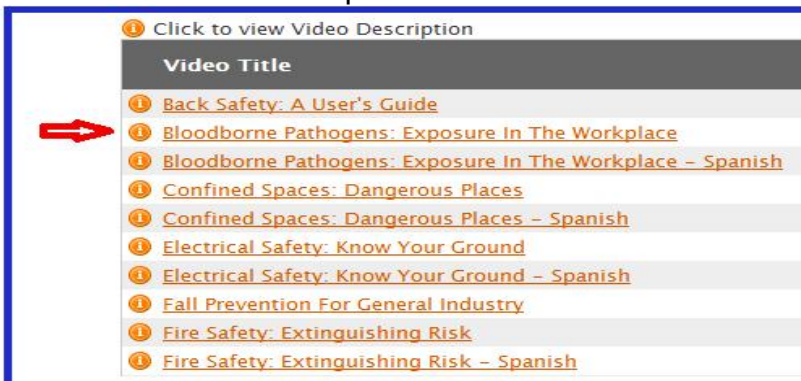 Click to view Video Description
Video Title
Back Safety: A User's Guide
Bloodborne Pathogens: Exposure In The Workplace
Bloodborne Pathogens: Exposure In The Workplace – Spanish
Confined Spaces: Dangerous Places
Confined Spaces: Dangerous Places – Spanish
Electrical Safety: Know Your Ground
Electrical Safety: Know Your Ground – Spanish
Fall Prevention For General Industry
Fire Safety: Extinguishing Risk
Fire Safety: Extinguishing Risk – Spanish